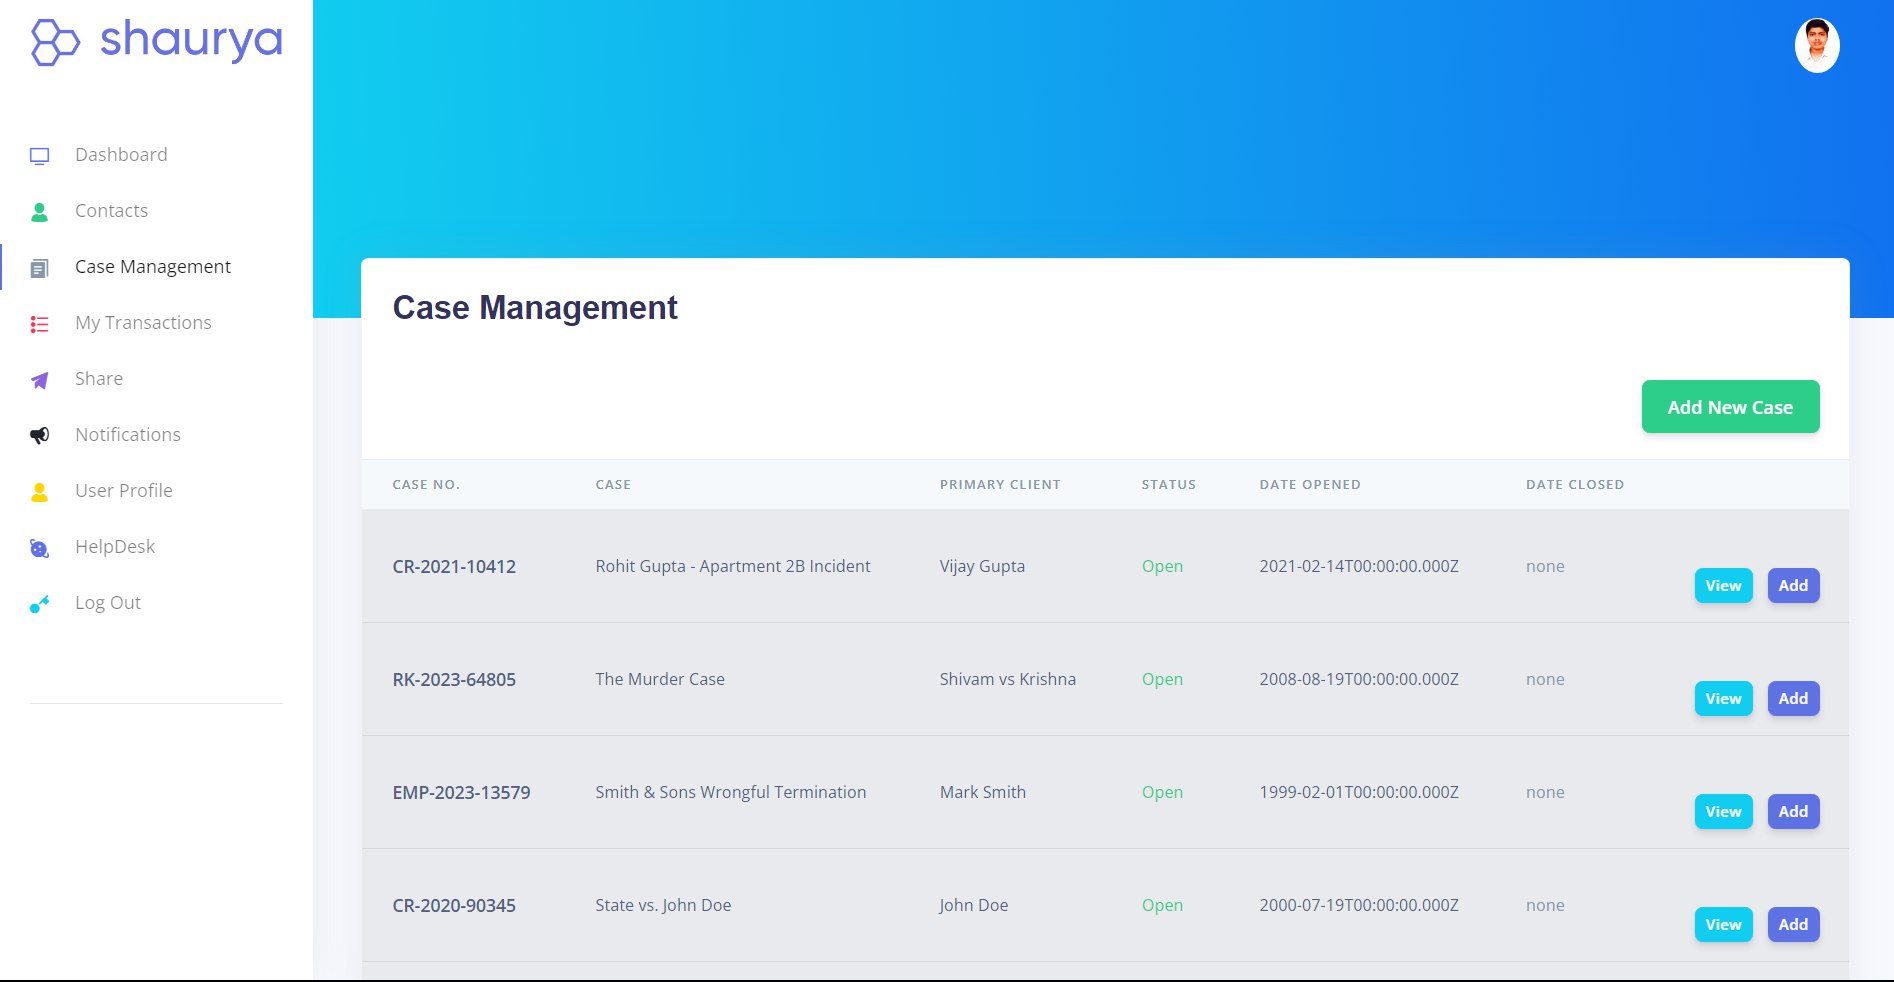 shaurya
Dashboard
Contacts
Case Management
My Transactions
Share
Notifications
User Profile
HelpDesk
Log Out
Case Management
Add New Case
CASE NO. CASE PRIMARY CLIENT STATUS DATE OPENED DATE CLOSED
CR-2021-10412 Rohit Gupta - Apartment 2B Incident Vijay Gupta Open 2021-02-14T00:00:00.000Z none View Add
RK-2023-64805 The Murder Case Shivam vs Krishna Open 2008-08-19T00:00:00.000Z none View Add
EMP-2023-13579 Smith & Sons Wrongful Termination Mark Smith Open 1999-02-01T00:00:00.000Z none View Add
CR-2020-90345 State vs. John Doe John Doe Open 2000-07-19T00:00:00.000Z none View Add